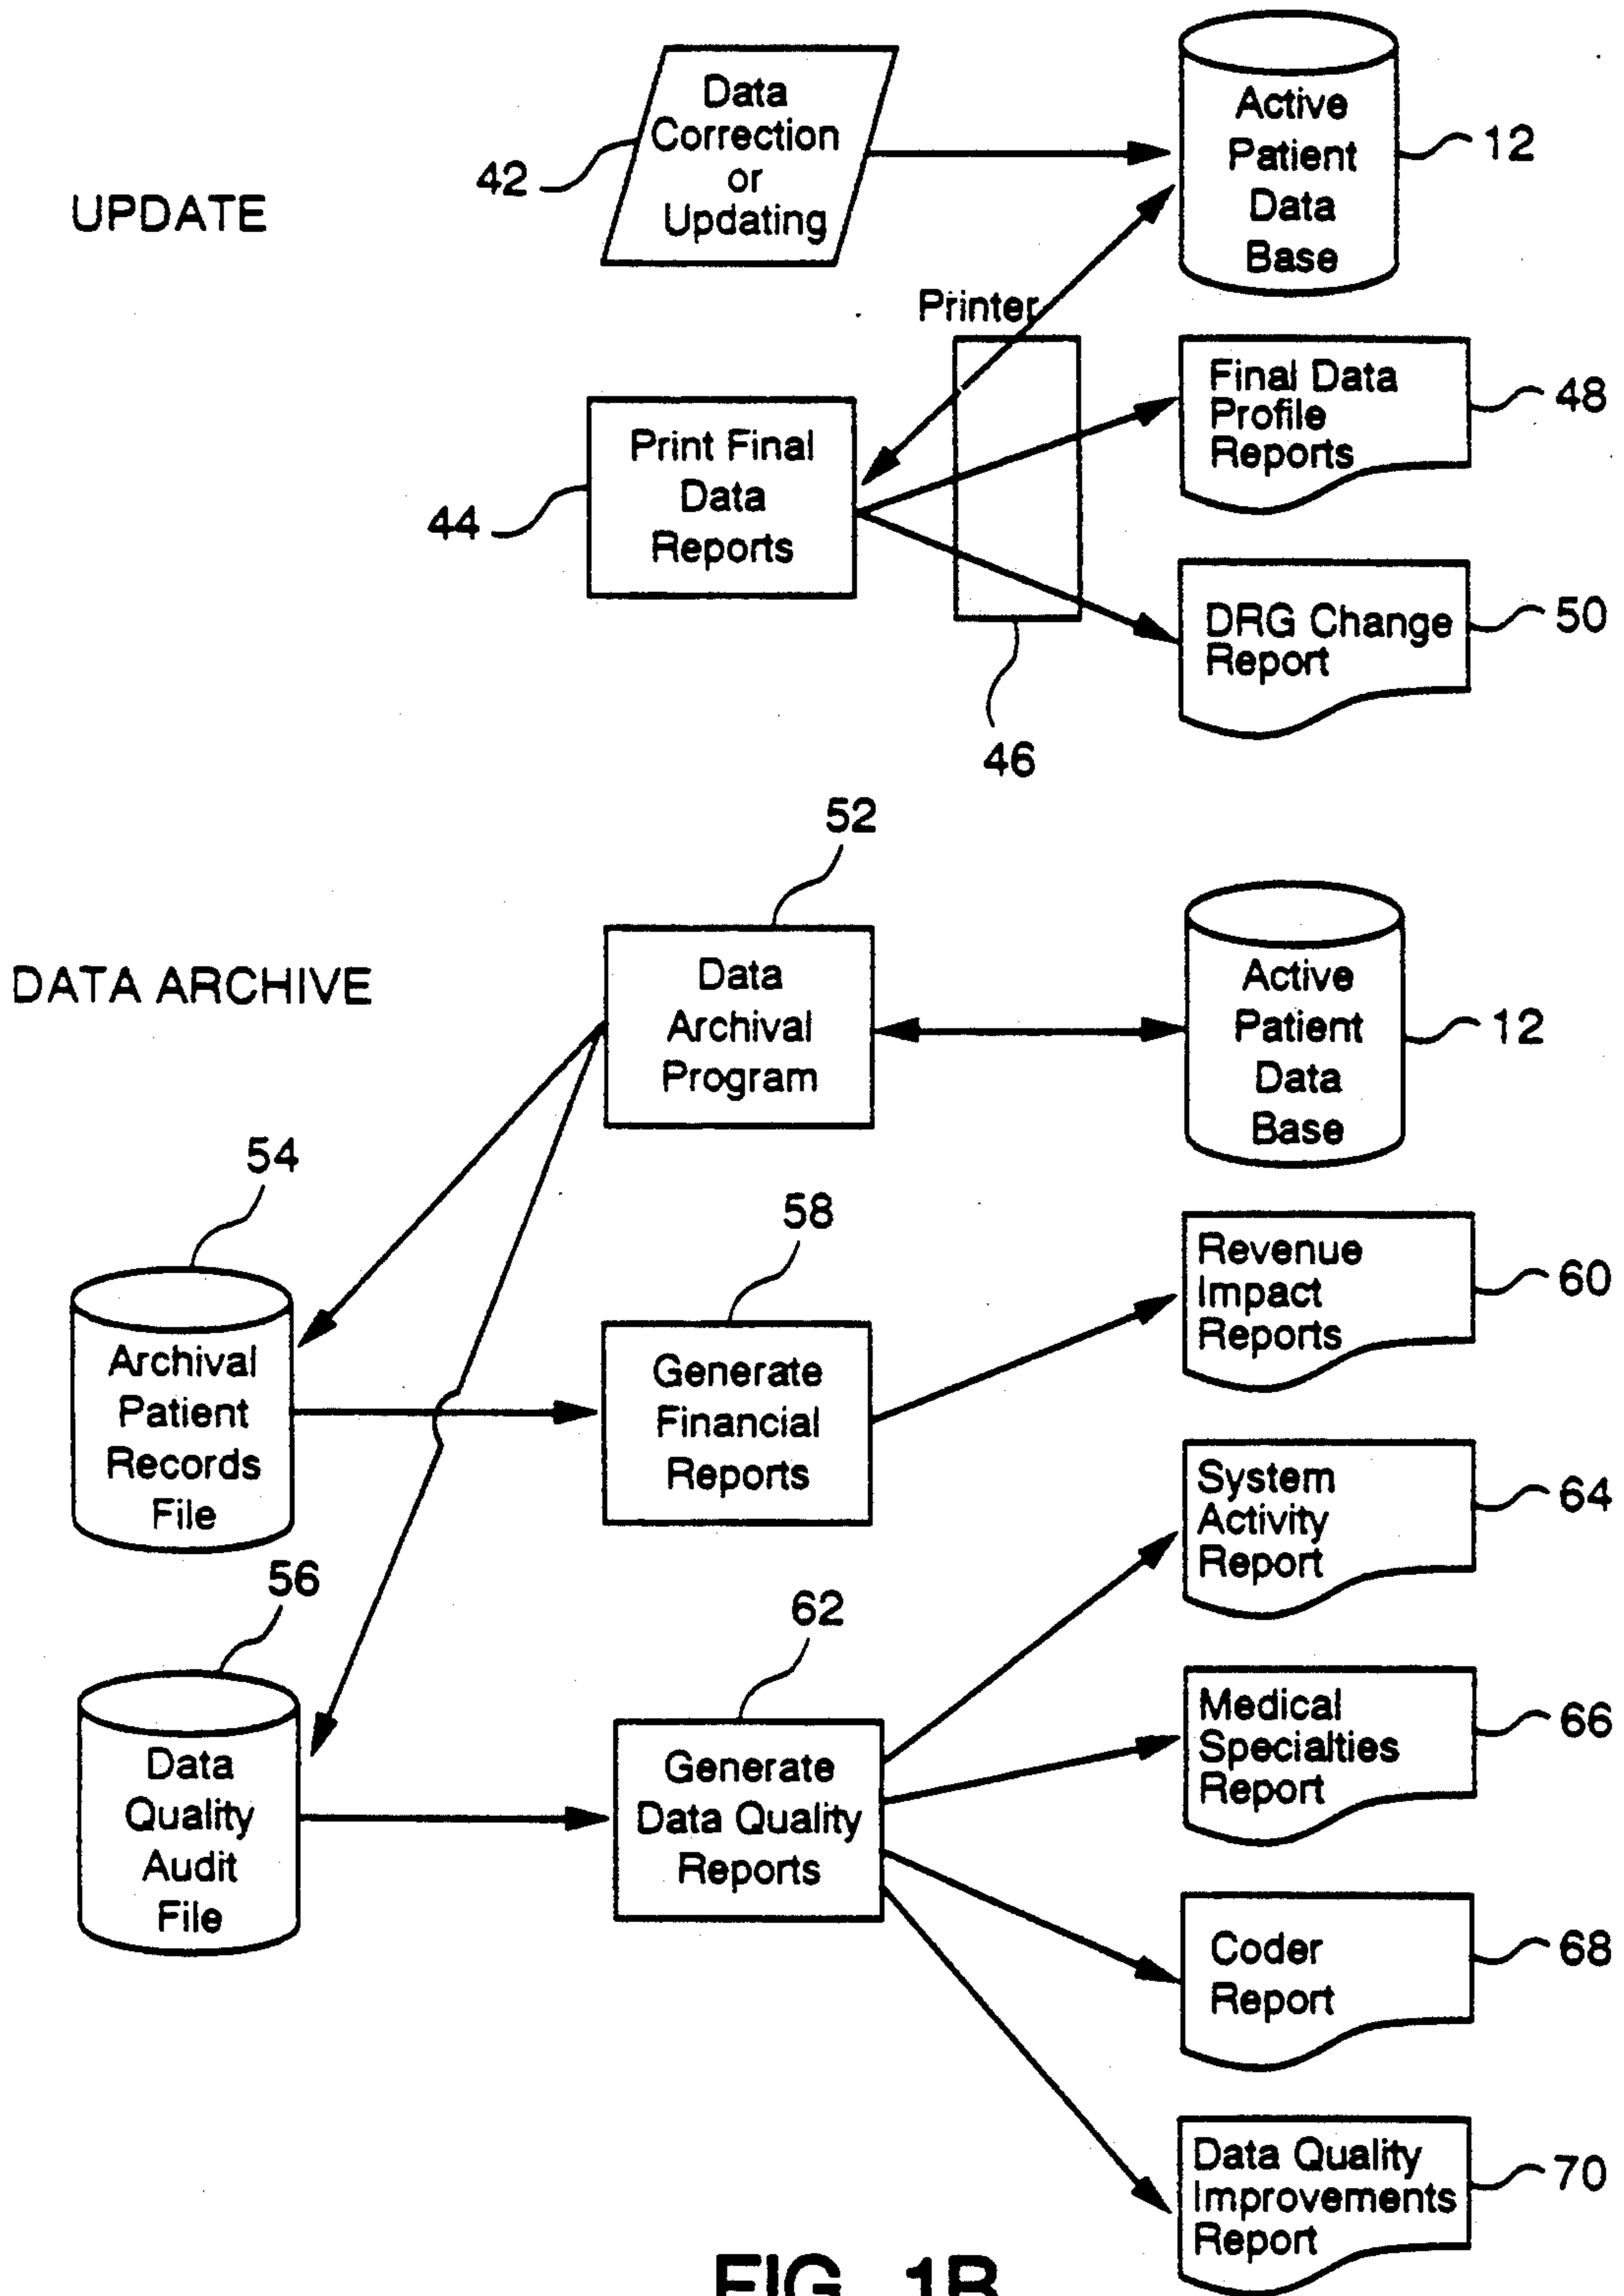 UPDATE
42
Data
Correction
or
Updating
Active
Patient
Data
Base
12
Printer
44
Print Final
Data
Reports
46
Final Data
Profile
Reports
48
DRG Change
Report
50
DATA ARCHIVE
52
Data
Archival
Program
Active
Patient
Data
Base
12
54
Archival
Patient
Records
File
58
Generate
Financial
Reports
Revenue
Impact
Reports
60
56
Data
Quality
Audit
File
62
Generate
Data Quality
Reports
System
Activity
Report
64
Medical
Specialties
Report
66
Coder
Report
68
Data Quality
Improvements
Report
70
FIG. 1B